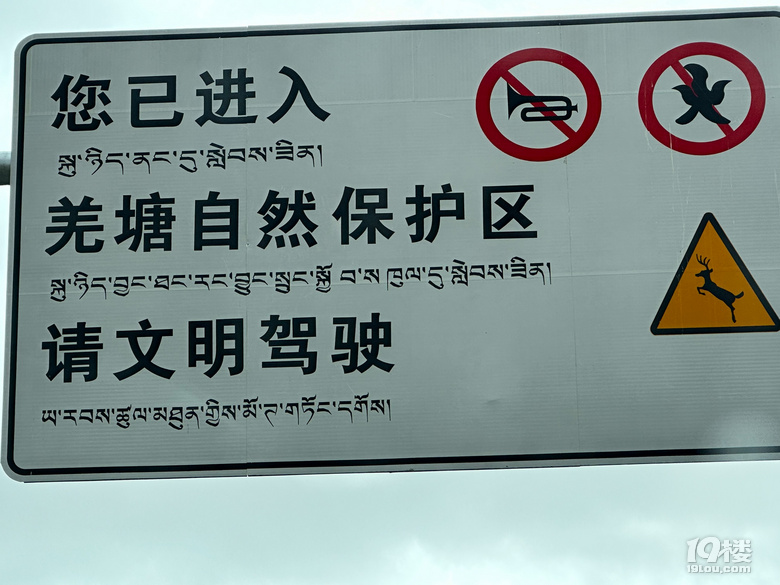 您已进入
སྐུ་ཉིད་ནང་དུ་སླེབས་ཟིན།
羌塘自然保护区
སྐུ་ཉིད་བྱང་ཐང་རང་བྱུང་སྲུང་སྐྱོབ་ས་ཁུལ་དུ་སླེབས་ཟིན།
请文明驾驶
ཡ་རབས་ཚུལ་མཐུན་གྱིས་མོ་ཊ་གཏོང་དགོས།
19楼
19lou.com